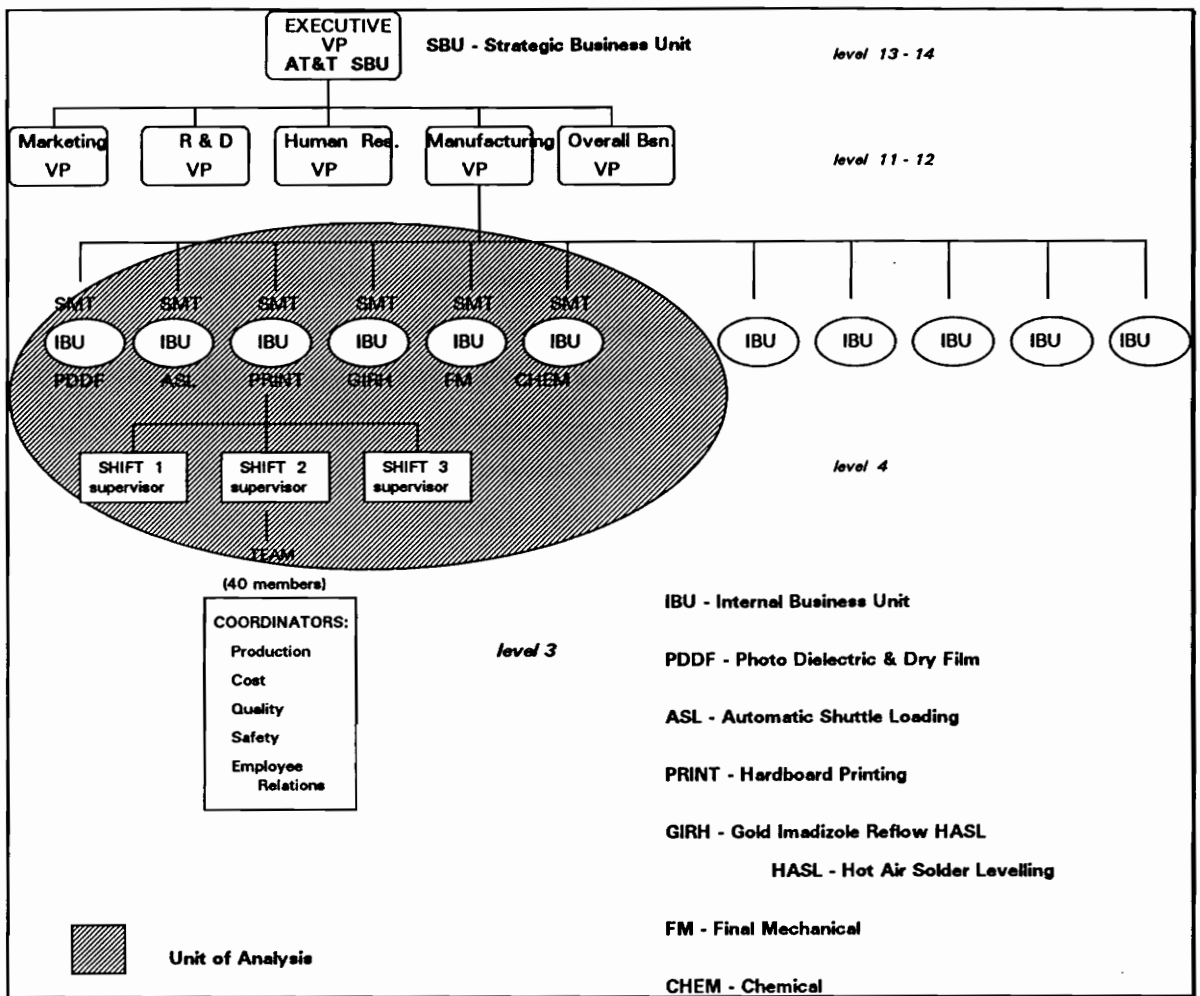 EXECUTIVE
VP
AT&T SBU
SBU - Strategic Business Unit
level 13 - 14
Marketing
VP
R & D
VP
Human Res.
VP
Manufacturing
VP
Overall Bsn.
VP
level 11 - 12
SMT
SMT
SMT
SMT
SMT
SMT
IBU
IBU
IBU
IBU
IBU
IBU
IBU
IBU
IBU
IBU
IBU
PDDF
ASL
PRINT
GIRH
FM
CHEM
SHIFT 1
supervisor
SHIFT 2
supervisor
SHIFT 3
supervisor
level 4
TEAM
(40 members)
COORDINATORS:
Production
Cost
Quality
Safety
Employee
Relations
level 3
IBU - Internal Business Unit
PDDF - Photo Dielectric & Dry Film
ASL - Automatic Shuttle Loading
PRINT - Hardboard Printing
GIRH - Gold Imadizole Reflow HASL
HASL - Hot Air Solder Levelling
FM - Final Mechanical
CHEM - Chemical
Unit of Analysis